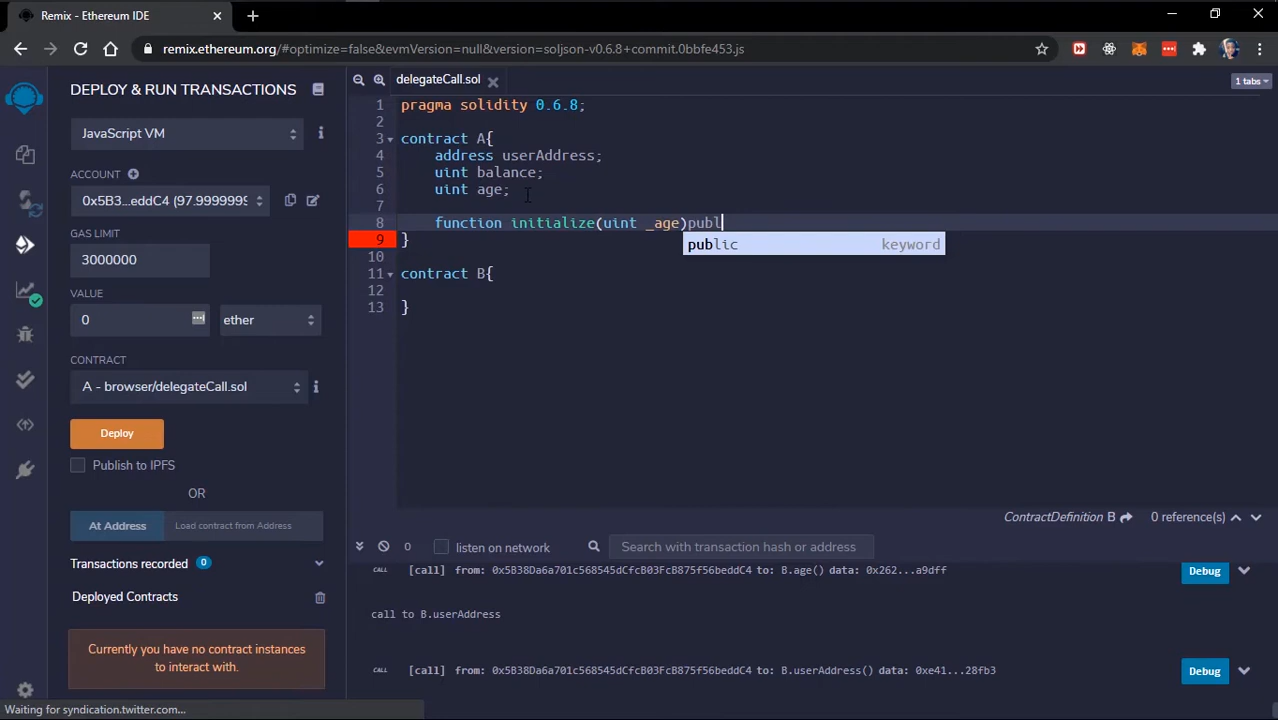 Remix - Ethereum IDE
remix.ethereum.org/#optimize=false&evmVersion=null&version=soljson-v0.6.8+commit.0bbfe453.js
DEPLOY & RUN TRANSACTIONS
JavaScript VM
ACCOUNT
0x5B3...eddC4 (97.9999999
GAS LIMIT
3000000
VALUE
0
ether
CONTRACT
A - browser/delegateCall.sol
Deploy
Publish to IPFS
OR
At Address
Load contract from Address
Transactions recorded 0
Deployed Contracts
Currently you have no contract instances
to interact with.
Waiting for syndication.twitter.com...
delegateCall.sol
1 tabs
1 pragma solidity 0.6.8;
2
3 contract A{
4 address userAddress;
5 uint balance;
6 uint age;
7
8 function initialize(uint _age)publ
public keyword
9 }
10
11 contract B{
12
13 }
ContractDefinition B 0 reference(s)
0 listen on network Search with transaction hash or address
CALL [call] from: 0x5B38Da6a701c568545dCfcB03FcB875f56beddC4 to: B.age() data: 0x262...a9dff Debug
call to B.userAddress
CALL [call] from: 0x5B38Da6a701c568545dCfcB03FcB875f56beddC4 to: B.userAddress() data: 0xe41...28fb3 Debug